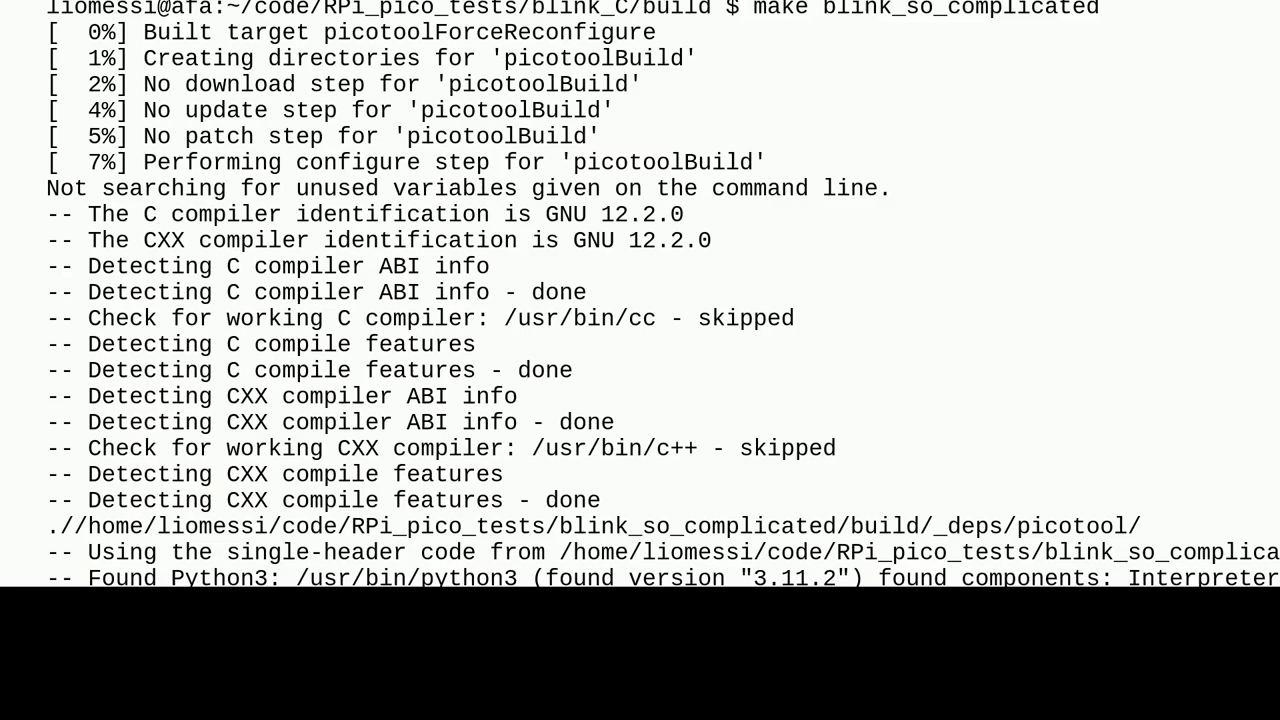 liomessi@afa:~/code/RPi_pico_tests/blink_C/build $ make blink_so_complicated
[  0%] Built target picotoolForceReconfigure
[  1%] Creating directories for 'picotoolBuild'
[  2%] No download step for 'picotoolBuild'
[  4%] No update step for 'picotoolBuild'
[  5%] No patch step for 'picotoolBuild'
[  7%] Performing configure step for 'picotoolBuild'
Not searching for unused variables given on the command line.
-- The C compiler identification is GNU 12.2.0
-- The CXX compiler identification is GNU 12.2.0
-- Detecting C compiler ABI info
-- Detecting C compiler ABI info - done
-- Check for working C compiler: /usr/bin/cc - skipped
-- Detecting C compile features
-- Detecting C compile features - done
-- Detecting CXX compiler ABI info
-- Detecting CXX compiler ABI info - done
-- Check for working CXX compiler: /usr/bin/c++ - skipped
-- Detecting CXX compile features
-- Detecting CXX compile features - done
.//home/liomessi/code/RPi_pico_tests/blink_so_complicated/build/_deps/picotool/
-- Using the single-header code from /home/liomessi/code/RPi_pico_tests/blink_so_complica
-- Found Python3: /usr/bin/python3 (found version "3.11.2") found components: Interpreter